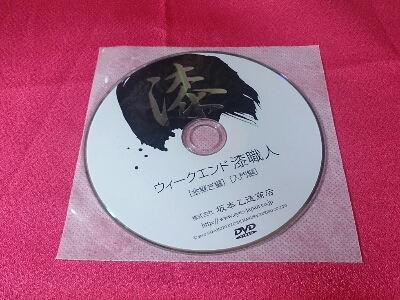 漆
ウィークエンド漆職人
[金継ぎ編] [入門編]
株式会社 坂本乙造商店
DVD
VIDEO